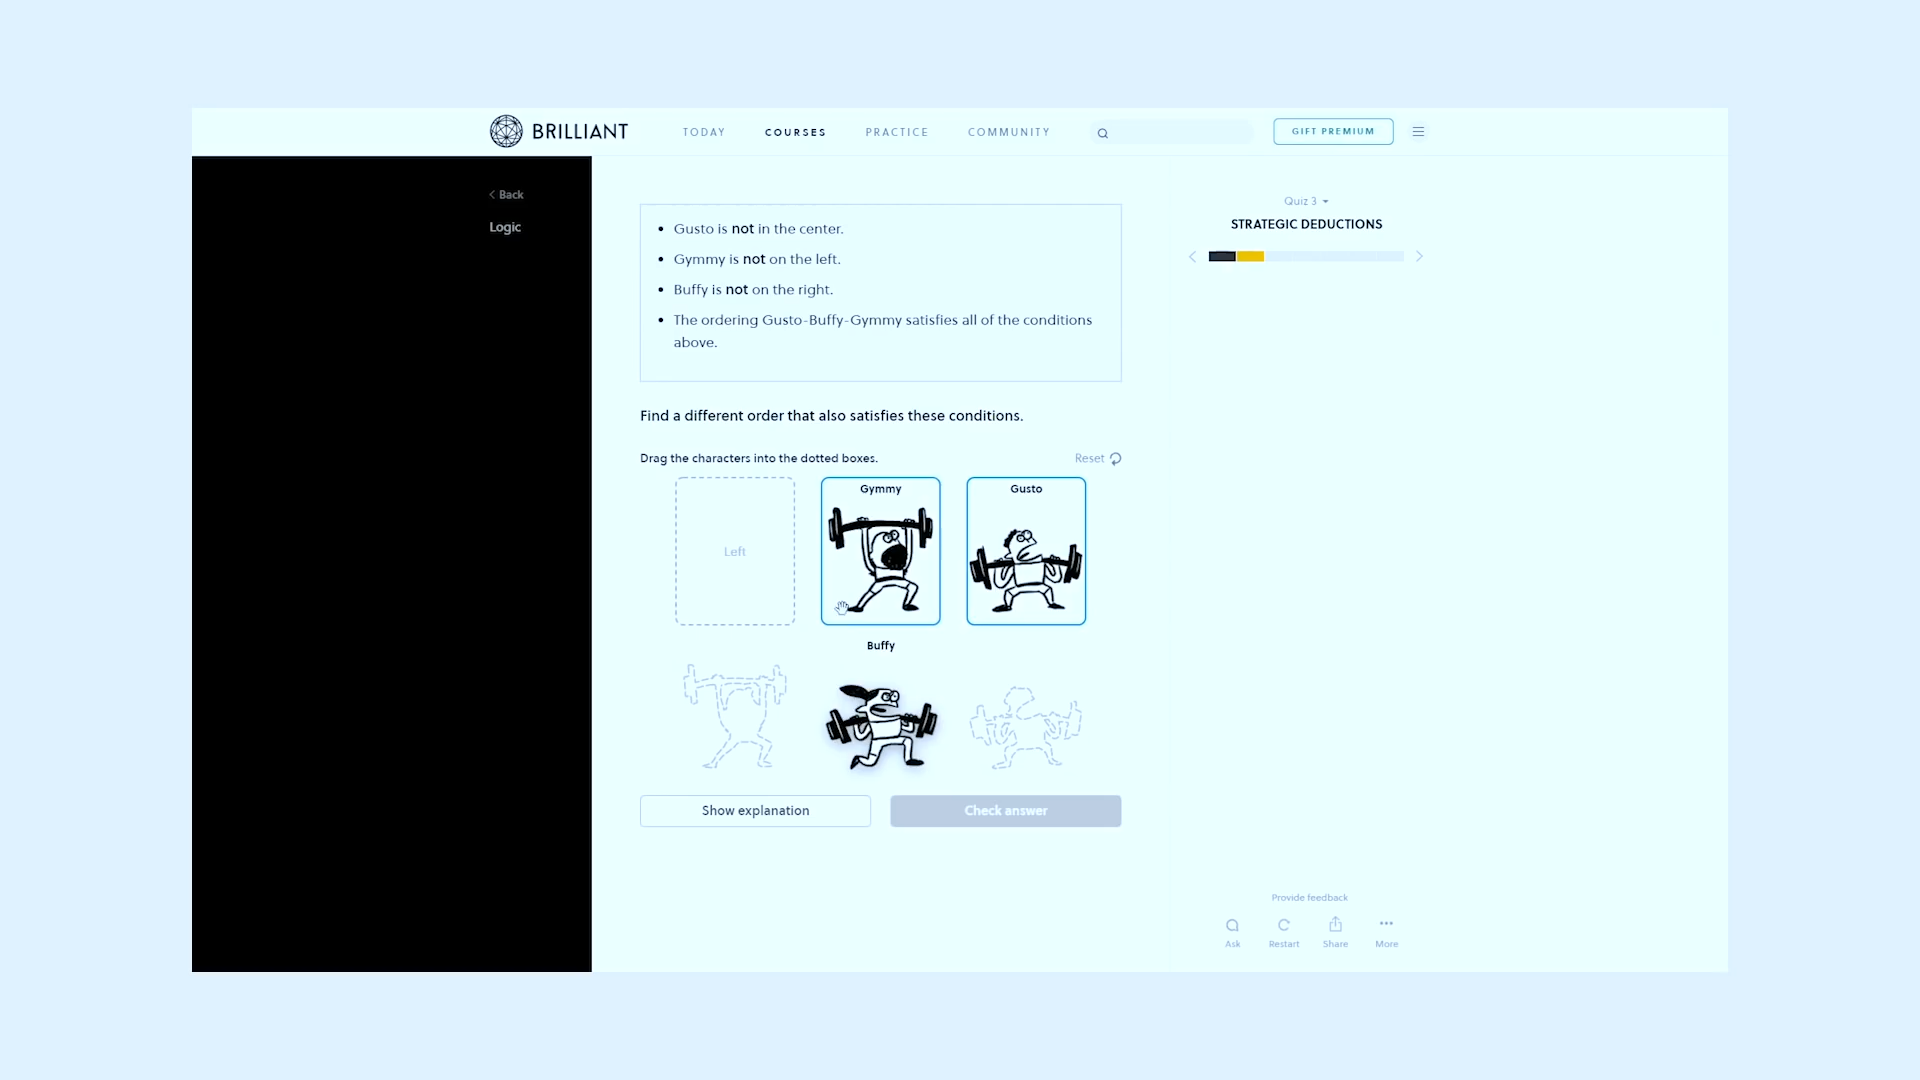 BRILLIANT
TODAY
COURSES
PRACTICE
COMMUNITY
GIFT PREMIUM
Back
Logic
Gusto is not in the center.
Gymmy is not on the left.
Buffy is not on the right.
The ordering Gusto-Buffy-Gymmy satisfies all of the conditions
above.
Find a different order that also satisfies these conditions.
Drag the characters into the dotted boxes.
Reset
Left
Gymmy
Gusto
Buffy
Show explanation
Check answer
Quiz 3
STRATEGIC DEDUCTIONS
Provide feedback
Ask
Restart
Share
More